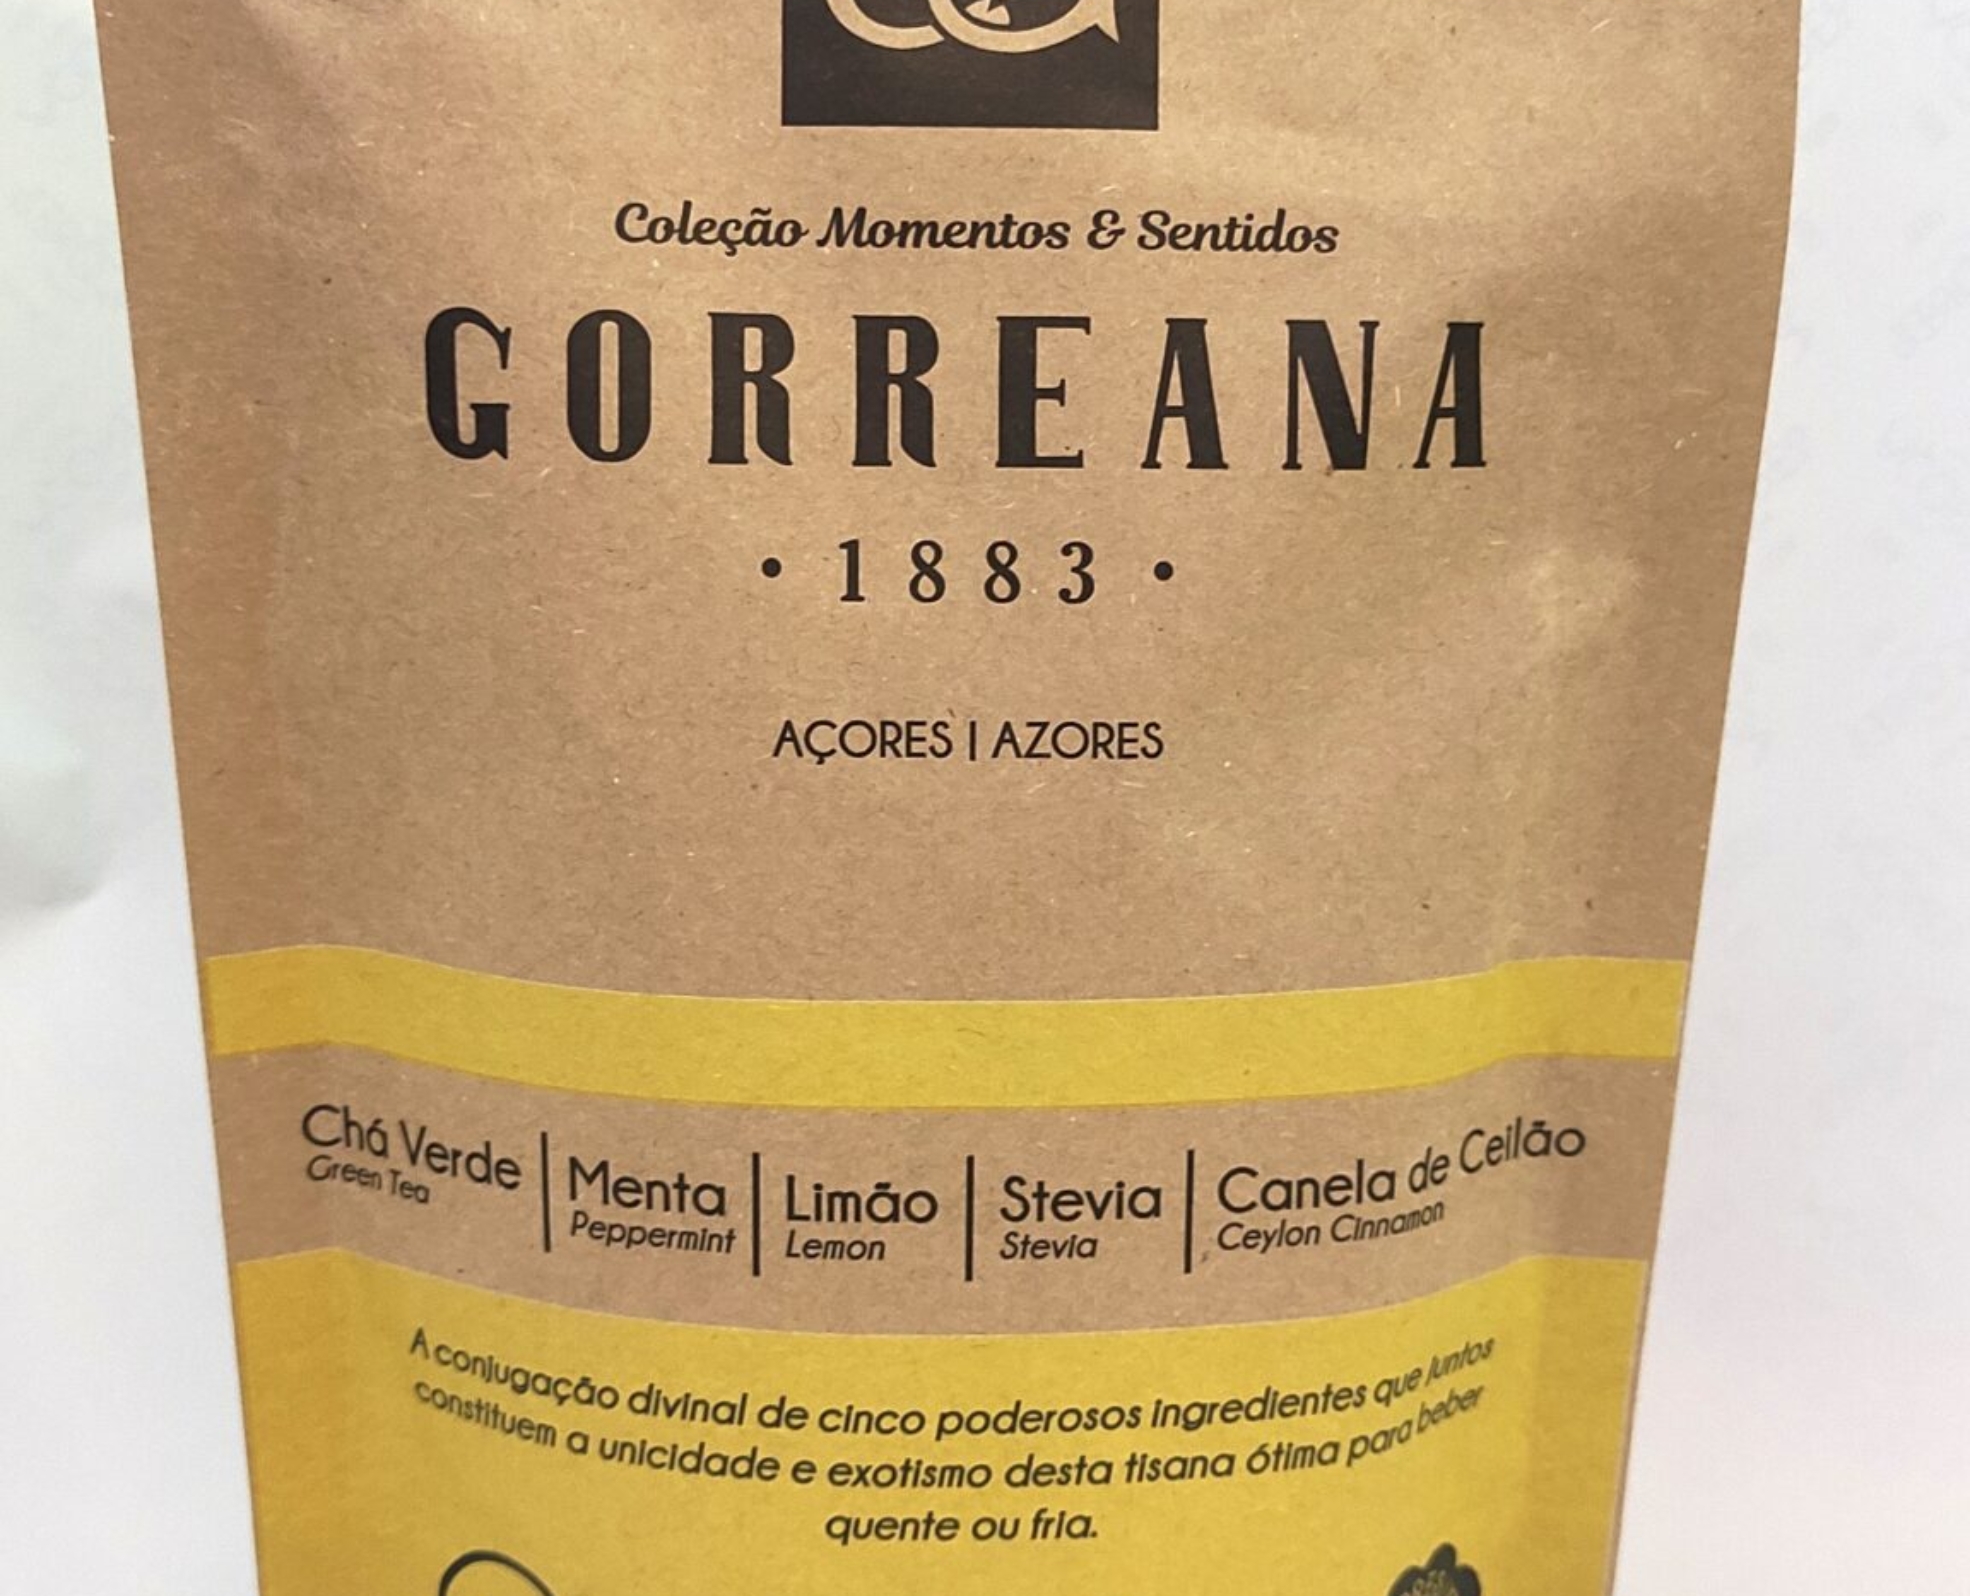 Coleção Momentos & Sentidos
GORREANA
• 1883 •
AÇORES | AZORES
Chá Verde | Menta | Limão | Stevia | Canela de Ceilão
Green Tea Peppermint Lemon Stevia Ceylon Cinnamon
A conjugação divinal de cinco poderosos ingredientes que juntos
constituem a unicidade e exotismo desta tisana ótima para beber
quente ou fria.